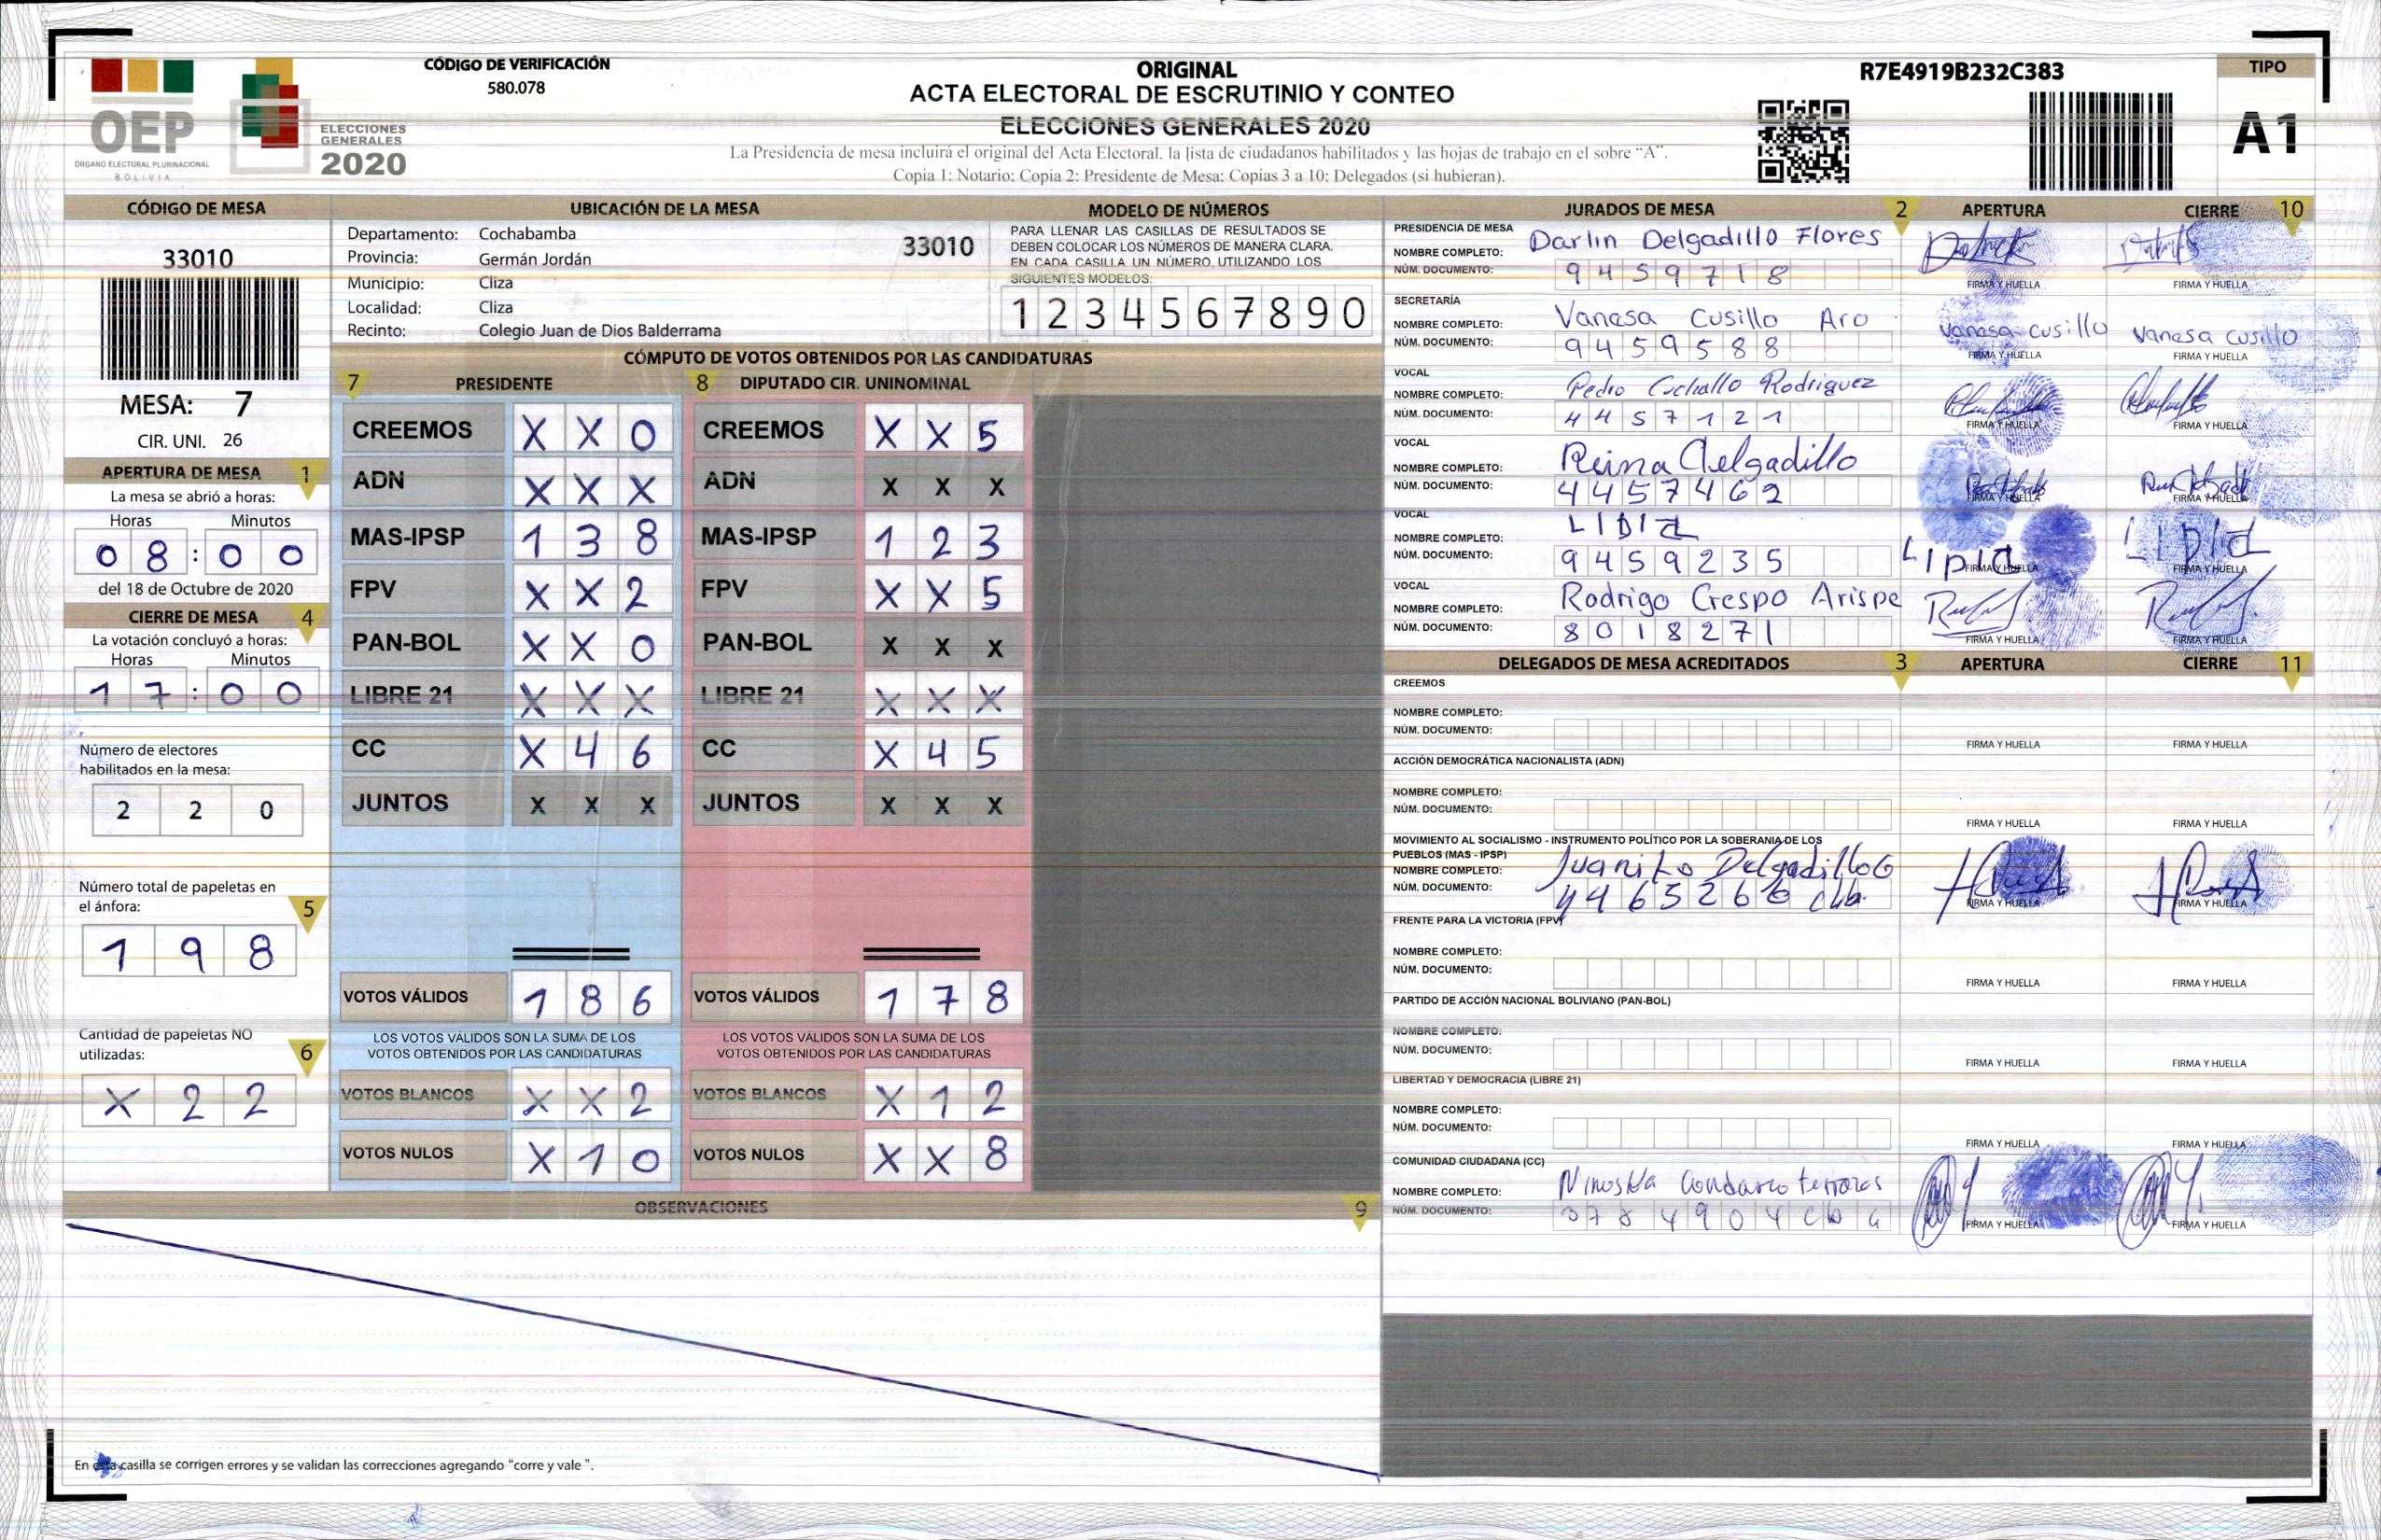 CÓDIGO DE VERIFICACIÓN
580.078
ORIGINAL
ACTA ELECTORAL DE ESCRUTINIO Y CONTEO
ELECCIONES GENERALES 2020
La Presidencia de mesa incluirá el original del Acta Electoral, la lista de ciudadanos habilitados y las hojas de trabajo en el sobre "A".
Copia 1: Notario; Copia 2: Presidente de Mesa; Copias 3 a 10: Delegados (si hubieran).
R7E4919B232C383
TIPO
A1
OEP
ÓRGANO ELECTORAL PLURINACIONAL
BOLIVIA
ELECCIONES
GENERALES
2020
CÓDIGO DE MESA
33010
MESA: 7
CIR. UNI. 26
APERTURA DE MESA 1
La mesa se abrió a horas:
Horas Minutos
0 8 : 0 0
del 18 de Octubre de 2020
CIERRE DE MESA 4
La votación concluyó a horas:
Horas Minutos
1 7 : 0 0
Número de electores
habilitados en la mesa:
2 2 0
Número total de papeletas en
el ánfora: 5
1 9 8
Cantidad de papeletas NO
utilizadas: 6
X 2 2
UBICACIÓN DE LA MESA
Departamento: Cochabamba
Provincia: Germán Jordán
Municipio: Cliza
Localidad: Cliza
Recinto: Colegio Juan de Dios Balderrama
33010
MODELO DE NÚMEROS
PARA LLENAR LAS CASILLAS DE RESULTADOS SE
DEBEN COLOCAR LOS NÚMEROS DE MANERA CLARA,
EN CADA CASILLA UN NÚMERO, UTILIZANDO LOS
SIGUIENTES MODELOS:
1 2 3 4 5 6 7 8 9 0
CÓMPUTO DE VOTOS OBTENIDOS POR LAS CANDIDATURAS
7 PRESIDENTE 8 DIPUTADO CIR. UNINOMINAL
CREEMOS X X 0 CREEMOS X X 5
ADN X X X ADN X X X
MAS-IPSP 1 3 8 MAS-IPSP 1 2 3
FPV X X 2 FPV X X 5
PAN-BOL X X 0 PAN-BOL X X X
LIBRE 21 X X X LIBRE 21 X X X
CC X 4 6 CC X 4 5
JUNTOS X X X JUNTOS X X X
VOTOS VÁLIDOS 1 8 6 VOTOS VÁLIDOS 1 7 8
LOS VOTOS VÁLIDOS SON LA SUMA DE LOS LOS VOTOS VÁLIDOS SON LA SUMA DE LOS
VOTOS OBTENIDOS POR LAS CANDIDATURAS VOTOS OBTENIDOS POR LAS CANDIDATURAS
VOTOS BLANCOS X X 2 VOTOS BLANCOS X 1 2
VOTOS NULOS X 1 0 VOTOS NULOS X X 8
OBSERVACIONES 9
En esta casilla se corrigen errores y se validan las correcciones agregando "corre y vale ".
JURADOS DE MESA 2 APERTURA CIERRE 10
PRESIDENCIA DE MESA
NOMBRE COMPLETO: Darlin Delgadillo Flores
NÚM. DOCUMENTO: 9459718
FIRMA Y HUELLA FIRMA Y HUELLA
SECRETARÍA
NOMBRE COMPLETO: Vanesa Cusillo Aro
Vanesa cusillo Vanesa Cusillo
NÚM. DOCUMENTO: 9459588
FIRMA Y HUELLA FIRMA Y HUELLA
VOCAL
NOMBRE COMPLETO: Pedro Cuchallo Rodriguez
NÚM. DOCUMENTO: 4457121
FIRMA Y HUELLA FIRMA Y HUELLA
VOCAL
NOMBRE COMPLETO: Reina Delgadillo
NÚM. DOCUMENTO: 4457462
FIRMA Y HUELLA FIRMA Y HUELLA
VOCAL
NOMBRE COMPLETO: LIDIA
NÚM. DOCUMENTO: 9459235
FIRMA Y HUELLA FIRMA Y HUELLA
VOCAL
NOMBRE COMPLETO: Rodrigo Crespo Arispe
NÚM. DOCUMENTO: 8018271
FIRMA Y HUELLA FIRMA Y HUELLA
DELEGADOS DE MESA ACREDITADOS 3 APERTURA CIERRE 11
CREEMOS
NOMBRE COMPLETO:
NÚM. DOCUMENTO:
FIRMA Y HUELLA FIRMA Y HUELLA
ACCIÓN DEMOCRÁTICA NACIONALISTA (ADN)
NOMBRE COMPLETO:
NÚM. DOCUMENTO:
FIRMA Y HUELLA FIRMA Y HUELLA
MOVIMIENTO AL SOCIALISMO - INSTRUMENTO POLÍTICO POR LA SOBERANIA DE LOS
PUEBLOS (MAS - IPSP)
NOMBRE COMPLETO: Juanito Delgadillo G
NÚM. DOCUMENTO: 4465266 cba.
FIRMA Y HUELLA FIRMA Y HUELLA
FRENTE PARA LA VICTORIA (FPV)
NOMBRE COMPLETO:
NÚM. DOCUMENTO:
FIRMA Y HUELLA FIRMA Y HUELLA
PARTIDO DE ACCIÓN NACIONAL BOLIVIANO (PAN-BOL)
NOMBRE COMPLETO:
NÚM. DOCUMENTO:
FIRMA Y HUELLA FIRMA Y HUELLA
LIBERTAD Y DEMOCRACIA (LIBRE 21)
NOMBRE COMPLETO:
NÚM. DOCUMENTO:
FIRMA Y HUELLA FIRMA Y HUELLA
COMUNIDAD CIUDADANA (CC)
NOMBRE COMPLETO: Condarco terrazas
NÚM. DOCUMENTO: 3784904 cba
FIRMA Y HUELLA FIRMA Y HUELLA